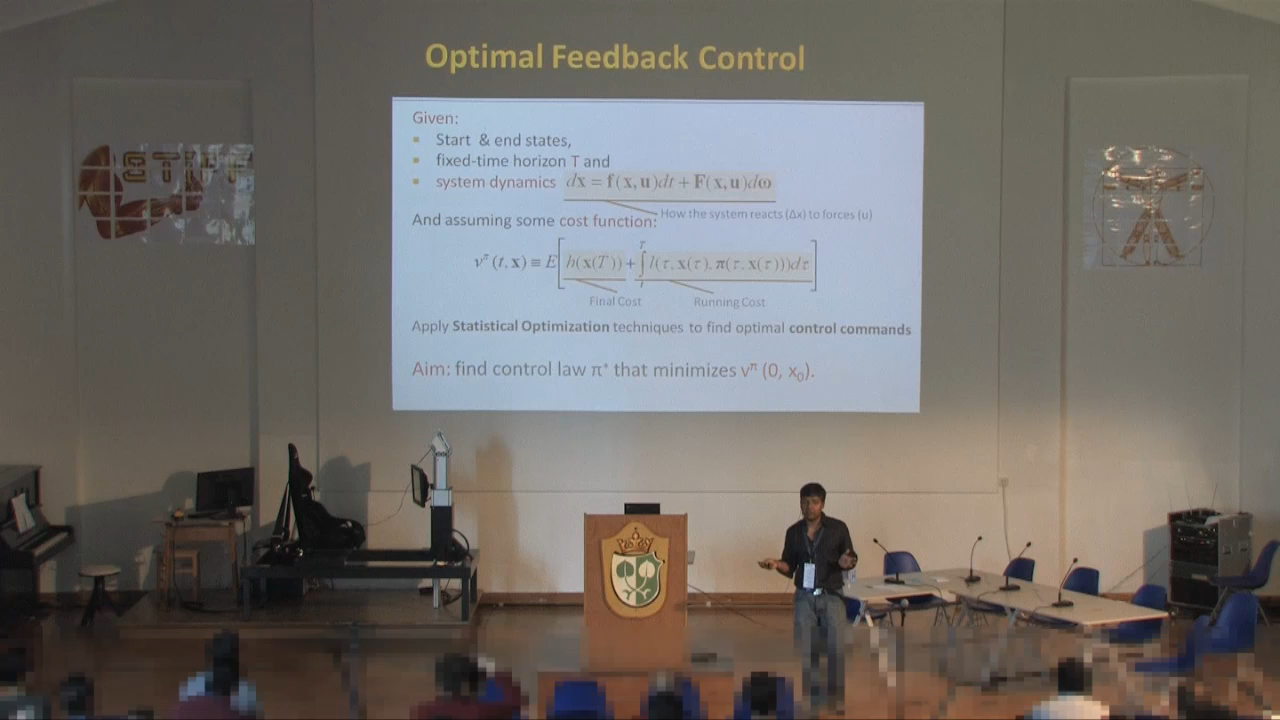 Optimal Feedback Control
STIFF
Given:
▪ Start & end states,
▪ fixed-time horizon T and
▪ system dynamics dx = f(x,u)dt + F(x,u)dω
How the system reacts (Δx) to forces (u)
And assuming some cost function:
v^π(t,x) ≡ E[h(x(T)) + ∫_t^T l(τ,x(τ),π(τ,x(τ)))dτ]
Final Cost Running Cost
Apply Statistical Optimization techniques to find optimal control commands
Aim: find control law π* that minimizes v^π (0, x₀).